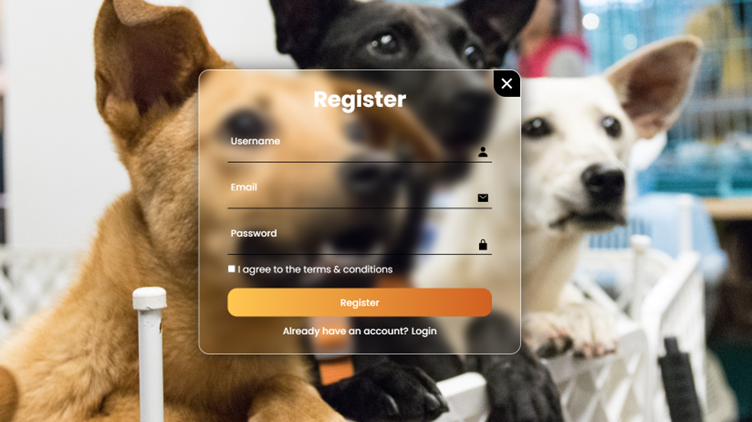 Register
Username
Email
Password
I agree to the terms & conditions
Register
Already have an account? Login